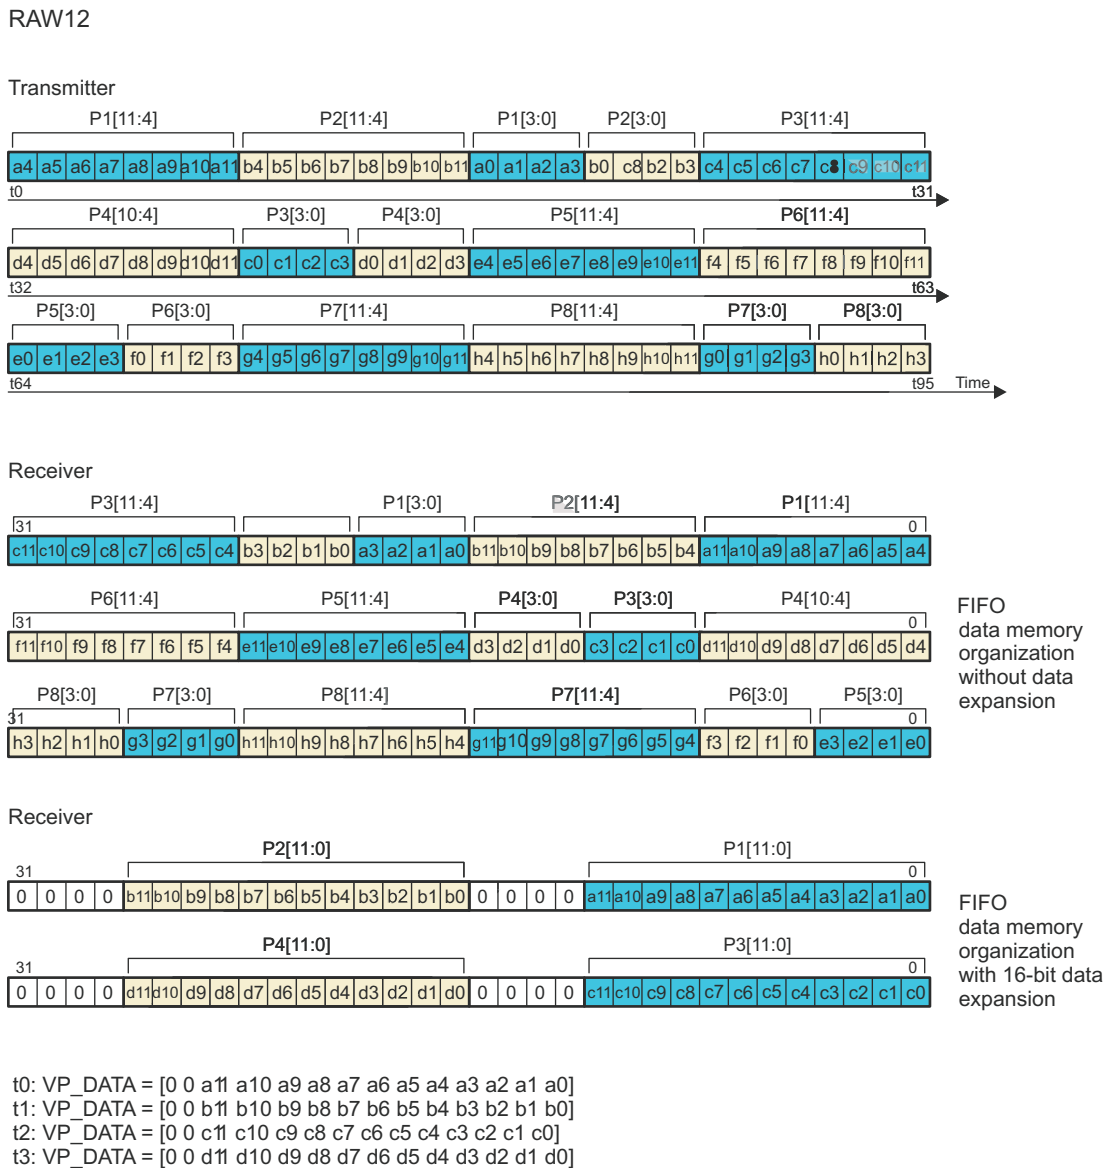 RAW12
Transmitter
P1[11:4] P2[11:4] P1[3:0] P2[3:0] P3[11:4]
a4 a5 a6 a7 a8 a9 a10 a11 b4 b5 b6 b7 b8 b9 b10 b11 a0 a1 a2 a3 b0 c8 b2 b3 c4 c5 c6 c7 c8 c9 c10 c11
t0 t31
P4[10:4] P3[3:0] P4[3:0] P5[11:4] P6[11:4]
d4 d5 d6 d7 d8 d9 d10 d11 c0 c1 c2 c3 d0 d1 d2 d3 e4 e5 e6 e7 e8 e9 e10 e11 f4 f5 f6 f7 f8 f9 f10 f11
t32 t63
P5[3:0] P6[3:0] P7[11:4] P8[11:4] P7[3:0] P8[3:0]
e0 e1 e2 e3 f0 f1 f2 f3 g4 g5 g6 g7 g8 g9 g10 g11 h4 h5 h6 h7 h8 h9 h10 h11 g0 g1 g2 g3 h0 h1 h2 h3
t64 t95 Time
Receiver
P3[11:4] P1[3:0] P2[11:4] P1[11:4]
31 0
c11 c10 c9 c8 c7 c6 c5 c4 b3 b2 b1 b0 a3 a2 a1 a0 b11 b10 b9 b8 b7 b6 b5 b4 a11 a10 a9 a8 a7 a6 a5 a4
P6[11:4] P5[11:4] P4[3:0] P3[3:0] P4[10:4]
31 0
f11 f10 f9 f8 f7 f6 f5 f4 e11 e10 e9 e8 e7 e6 e5 e4 d3 d2 d1 d0 c3 c2 c1 c0 d11 d10 d9 d8 d7 d6 d5 d4
P8[3:0] P7[3:0] P8[11:4] P7[11:4] P6[3:0] P5[3:0]
31 0
h3 h2 h1 h0 g3 g2 g1 g0 h11 h10 h9 h8 h7 h6 h5 h4 g11 g10 g9 g8 g7 g6 g5 g4 f3 f2 f1 f0 e3 e2 e1 e0
FIFO
data memory
organization
without data
expansion
Receiver
P2[11:0] P1[11:0]
31 0
0 0 0 0 b11 b10 b9 b8 b7 b6 b5 b4 b3 b2 b1 b0 0 0 0 0 a11 a10 a9 a8 a7 a6 a5 a4 a3 a2 a1 a0
P4[11:0] P3[11:0]
31 0
0 0 0 0 d11 d10 d9 d8 d7 d6 d5 d4 d3 d2 d1 d0 0 0 0 0 c11 c10 c9 c8 c7 c6 c5 c4 c3 c2 c1 c0
FIFO
data memory
organization
with 16-bit data
expansion
t0: VP_DATA = [0 0 a11 a10 a9 a8 a7 a6 a5 a4 a3 a2 a1 a0]
t1: VP_DATA = [0 0 b11 b10 b9 b8 b7 b6 b5 b4 b3 b2 b1 b0]
t2: VP_DATA = [0 0 c11 c10 c9 c8 c7 c6 c5 c4 c3 c2 c1 c0]
t3: VP_DATA = [0 0 d11 d10 d9 d8 d7 d6 d5 d4 d3 d2 d1 d0]